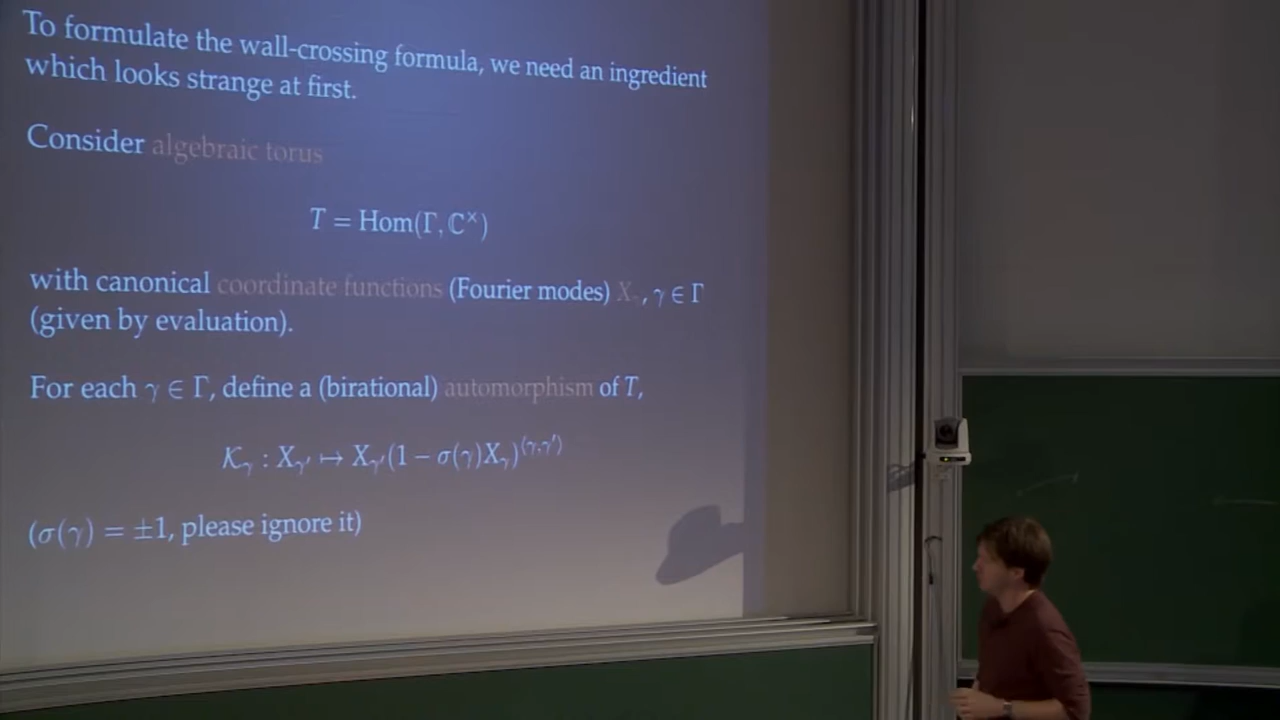 To formulate the wall-crossing formula, we need an ingredient
which looks strange at first.
Consider algebraic torus
T = Hom(Γ, ℂ^×)
with canonical coordinate functions (Fourier modes) X_γ, γ ∈ Γ
(given by evaluation).
For each γ ∈ Γ, define a (birational) automorphism of T,
𝒦_γ : X_γ′ ↦ X_γ′(1 − σ(γ)X_γ)^⟨γ,γ′⟩
(σ(γ) = ±1, please ignore it)